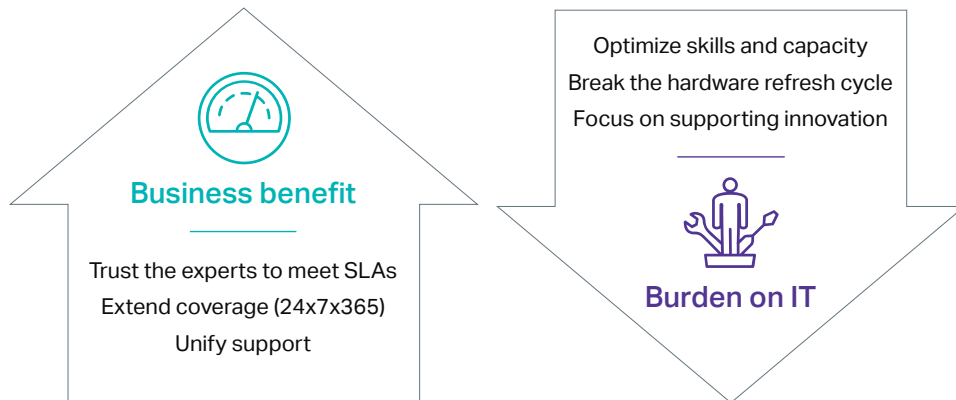 Business benefit
Trust the experts to meet SLAs
Extend coverage (24x7x365)
Unify support
Optimize skills and capacity
Break the hardware refresh cycle
Focus on supporting innovation
Burden on IT